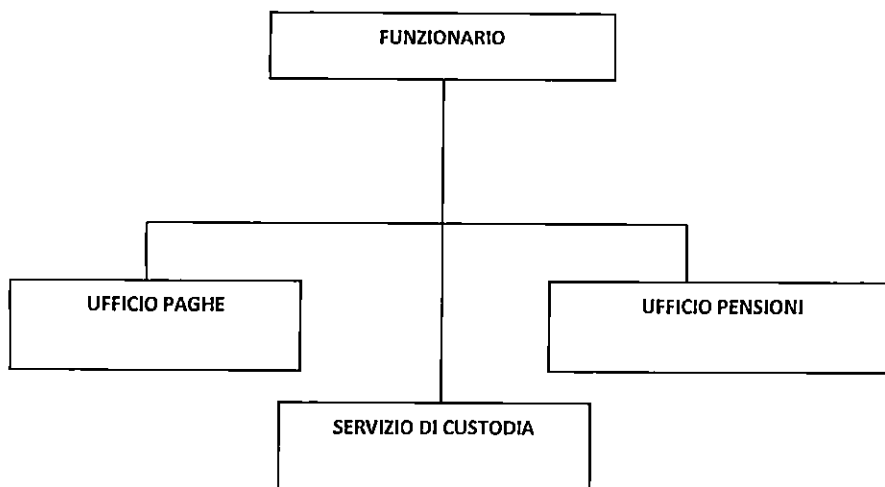 FUNZIONARIO
UFFICIO PAGHE
UFFICIO PENSIONI
SERVIZIO DI CUSTODIA